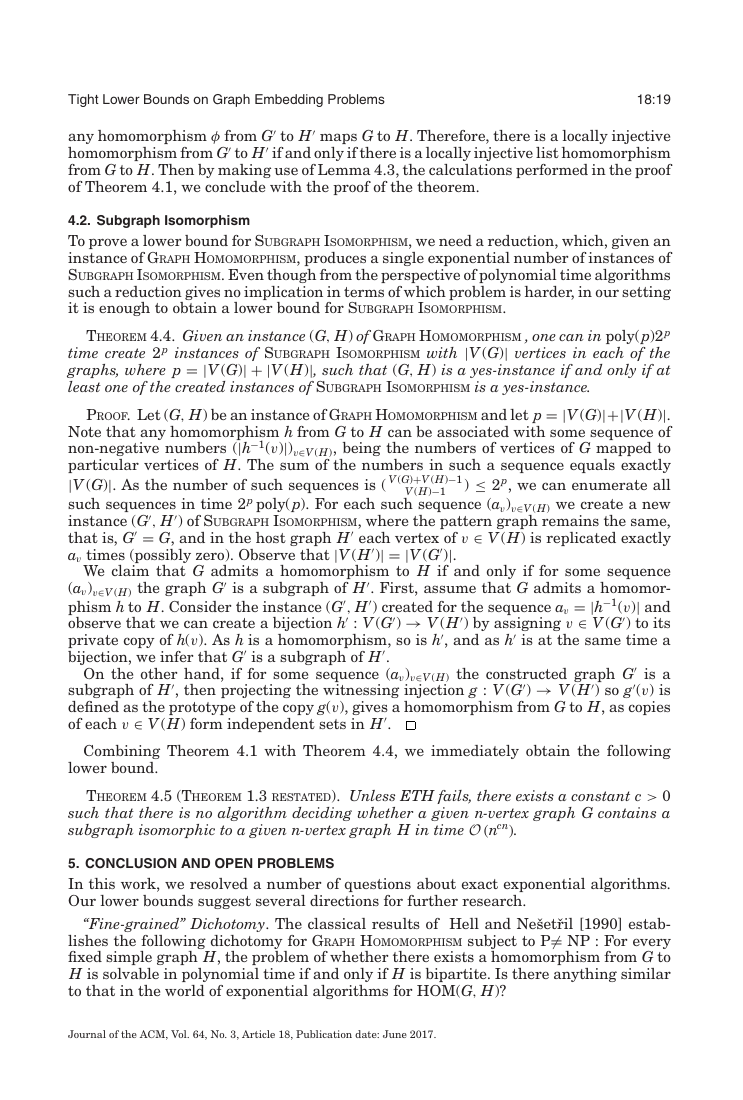 Tight Lower Bounds on Graph Embedding Problems 18:19
any homomorphism ϕ from G′ to H′ maps G to H. Therefore, there is a locally injective
homomorphism from G′ to H′ if and only if there is a locally injective list homomorphism
from G to H. Then by making use of Lemma 4.3, the calculations performed in the proof
of Theorem 4.1, we conclude with the proof of the theorem.
4.2. Subgraph Isomorphism
To prove a lower bound for SUBGRAPH ISOMORPHISM, we need a reduction, which, given an
instance of GRAPH HOMOMORPHISM, produces a single exponential number of instances of
SUBGRAPH ISOMORPHISM. Even though from the perspective of polynomial time algorithms
such a reduction gives no implication in terms of which problem is harder, in our setting
it is enough to obtain a lower bound for SUBGRAPH ISOMORPHISM.
THEOREM 4.4. Given an instance (G, H) of GRAPH HOMOMORPHISM , one can in poly(p)2^p
time create 2^p instances of SUBGRAPH ISOMORPHISM with |V(G)| vertices in each of the
graphs, where p = |V(G)| + |V(H)|, such that (G, H) is a yes-instance if and only if at
least one of the created instances of SUBGRAPH ISOMORPHISM is a yes-instance.
PROOF. Let (G, H) be an instance of GRAPH HOMOMORPHISM and let p = |V(G)|+|V(H)|.
Note that any homomorphism h from G to H can be associated with some sequence of
non-negative numbers (|h⁻¹(v)|)_{v∈V(H)}, being the numbers of vertices of G mapped to
particular vertices of H. The sum of the numbers in such a sequence equals exactly
|V(G)|. As the number of such sequences is (V(G)+V(H)−1 V(H)−1) ≤ 2^p, we can enumerate all
such sequences in time 2^p poly(p). For each such sequence (a_v)_{v∈V(H)} we create a new
instance (G′, H′) of SUBGRAPH ISOMORPHISM, where the pattern graph remains the same,
that is, G′ = G, and in the host graph H′ each vertex of v ∈ V(H) is replicated exactly
a_v times (possibly zero). Observe that |V(H′)| = |V(G′)|.
We claim that G admits a homomorphism to H if and only if for some sequence
(a_v)_{v∈V(H)} the graph G′ is a subgraph of H′. First, assume that G admits a homomor-
phism h to H. Consider the instance (G′, H′) created for the sequence a_v = |h⁻¹(v)| and
observe that we can create a bijection h′ : V(G′) → V(H′) by assigning v ∈ V(G′) to its
private copy of h(v). As h is a homomorphism, so is h′, and as h′ is at the same time a
bijection, we infer that G′ is a subgraph of H′.
On the other hand, if for some sequence (a_v)_{v∈V(H)} the constructed graph G′ is a
subgraph of H′, then projecting the witnessing injection g : V(G′) → V(H′) so g′(v) is
defined as the prototype of the copy g(v), gives a homomorphism from G to H, as copies
of each v ∈ V(H) form independent sets in H′. □
Combining Theorem 4.1 with Theorem 4.4, we immediately obtain the following
lower bound.
THEOREM 4.5 (THEOREM 1.3 RESTATED). Unless ETH fails, there exists a constant c > 0
such that there is no algorithm deciding whether a given n-vertex graph G contains a
subgraph isomorphic to a given n-vertex graph H in time O(n^{cn}).
5. CONCLUSION AND OPEN PROBLEMS
In this work, we resolved a number of questions about exact exponential algorithms.
Our lower bounds suggest several directions for further research.
“Fine-grained” Dichotomy. The classical results of Hell and Nešetřil [1990] estab-
lishes the following dichotomy for GRAPH HOMOMORPHISM subject to P≠ NP : For every
fixed simple graph H, the problem of whether there exists a homomorphism from G to
H is solvable in polynomial time if and only if H is bipartite. Is there anything similar
to that in the world of exponential algorithms for HOM(G, H)?
Journal of the ACM, Vol. 64, No. 3, Article 18, Publication date: June 2017.